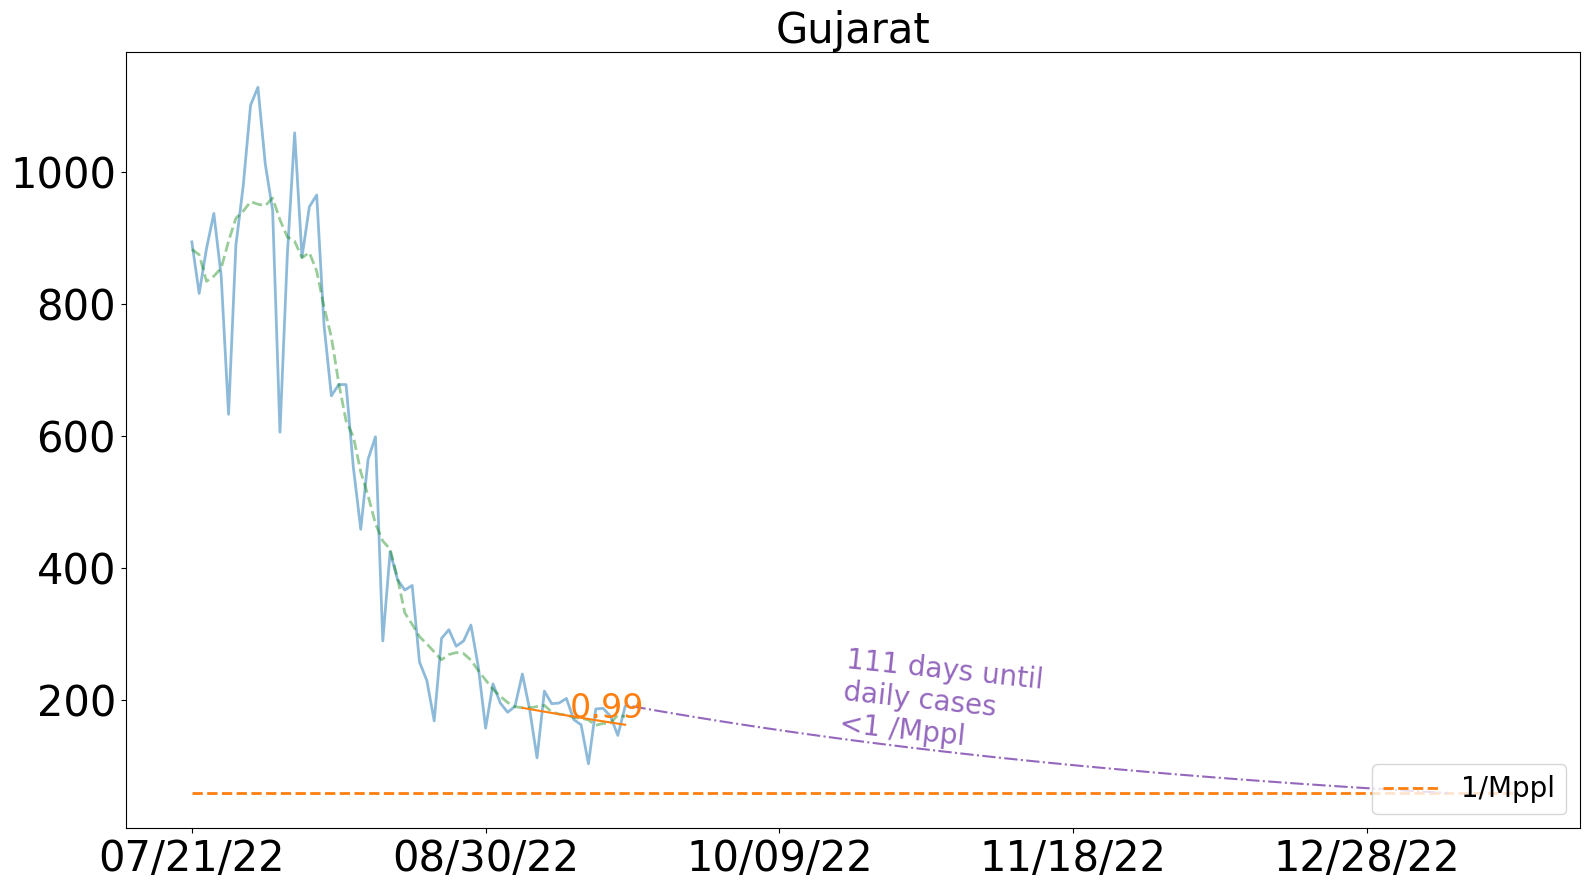 Gujarat
1000
800
600
400
200
0.99
111 days until
daily cases
<1 /Mppl
1/Mppl
07/21/22
08/30/22
10/09/22
11/18/22
12/28/22